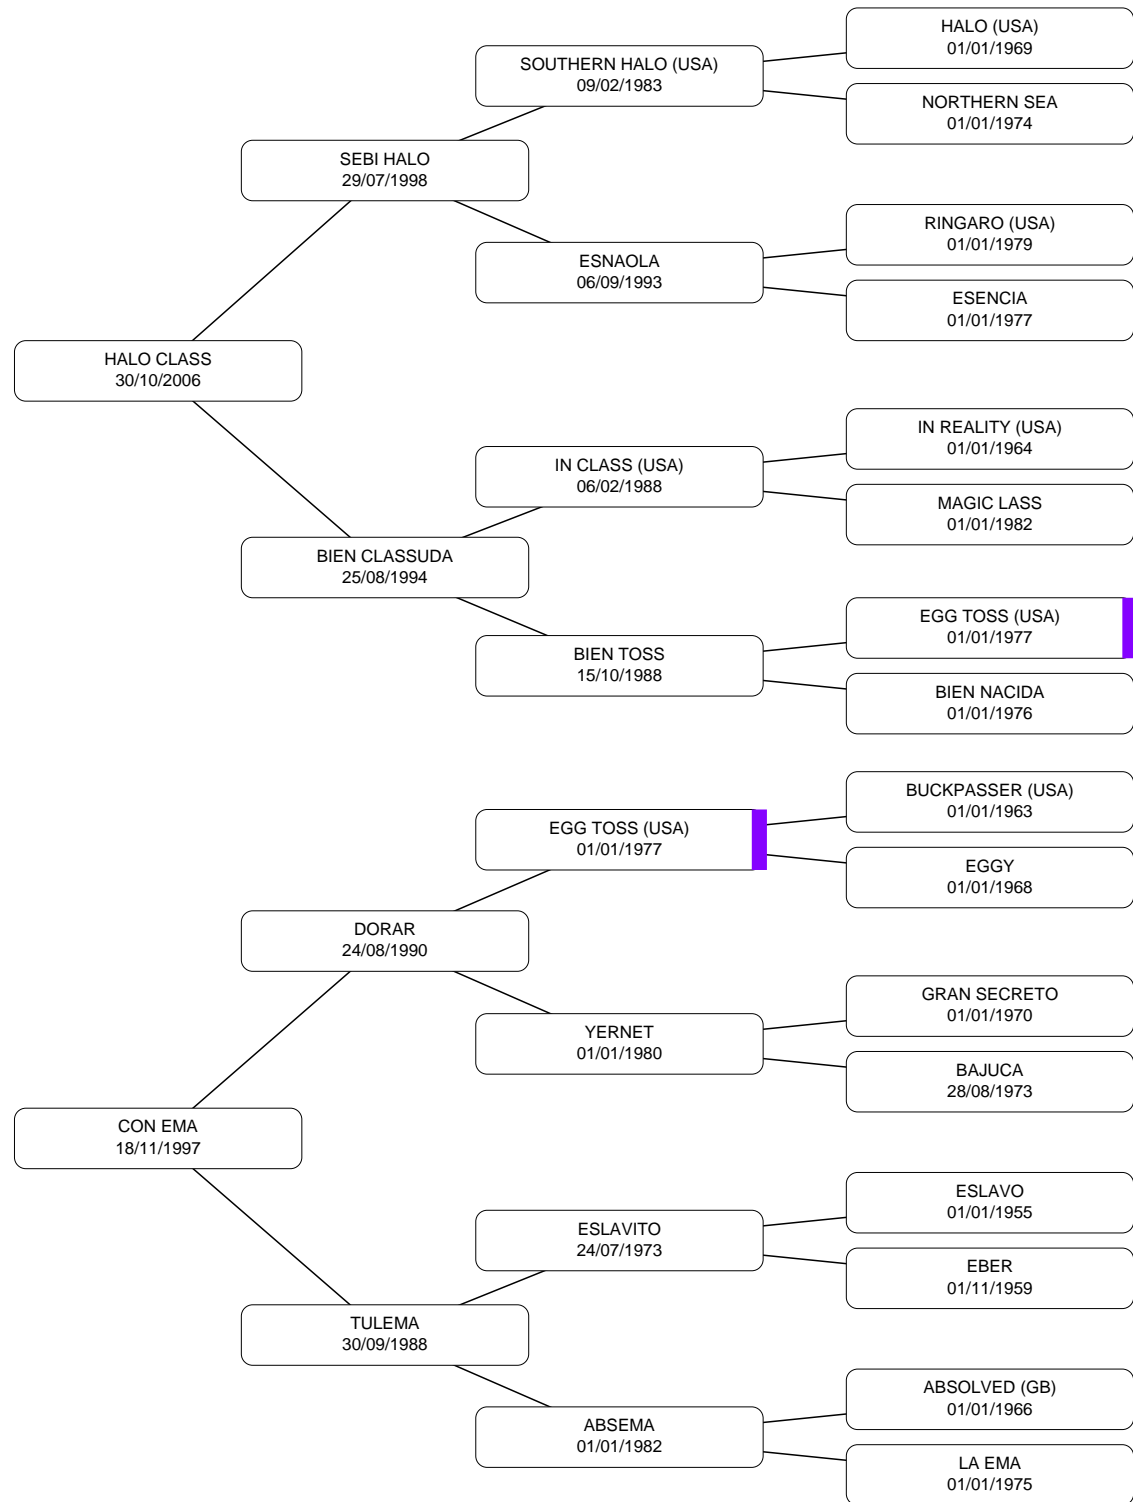 HALO (USA)
01/01/1969
SOUTHERN HALO (USA)
09/02/1983
NORTHERN SEA
01/01/1974
SEBI HALO
29/07/1998
RINGARO (USA)
01/01/1979
ESNAOLA
06/09/1993
ESENCIA
01/01/1977
HALO CLASS
30/10/2006
IN REALITY (USA)
01/01/1964
IN CLASS (USA)
06/02/1988
MAGIC LASS
01/01/1982
BIEN CLASSUDA
25/08/1994
EGG TOSS (USA)
01/01/1977
BIEN TOSS
15/10/1988
BIEN NACIDA
01/01/1976
BUCKPASSER (USA)
01/01/1963
EGG TOSS (USA)
01/01/1977
EGGY
01/01/1968
DORAR
24/08/1990
GRAN SECRETO
01/01/1970
YERNET
01/01/1980
BAJUCA
28/08/1973
CON EMA
18/11/1997
ESLAVO
01/01/1955
ESLAVITO
24/07/1973
EBER
01/11/1959
TULEMA
30/09/1988
ABSOLVED (GB)
01/01/1966
ABSEMA
01/01/1982
LA EMA
01/01/1975